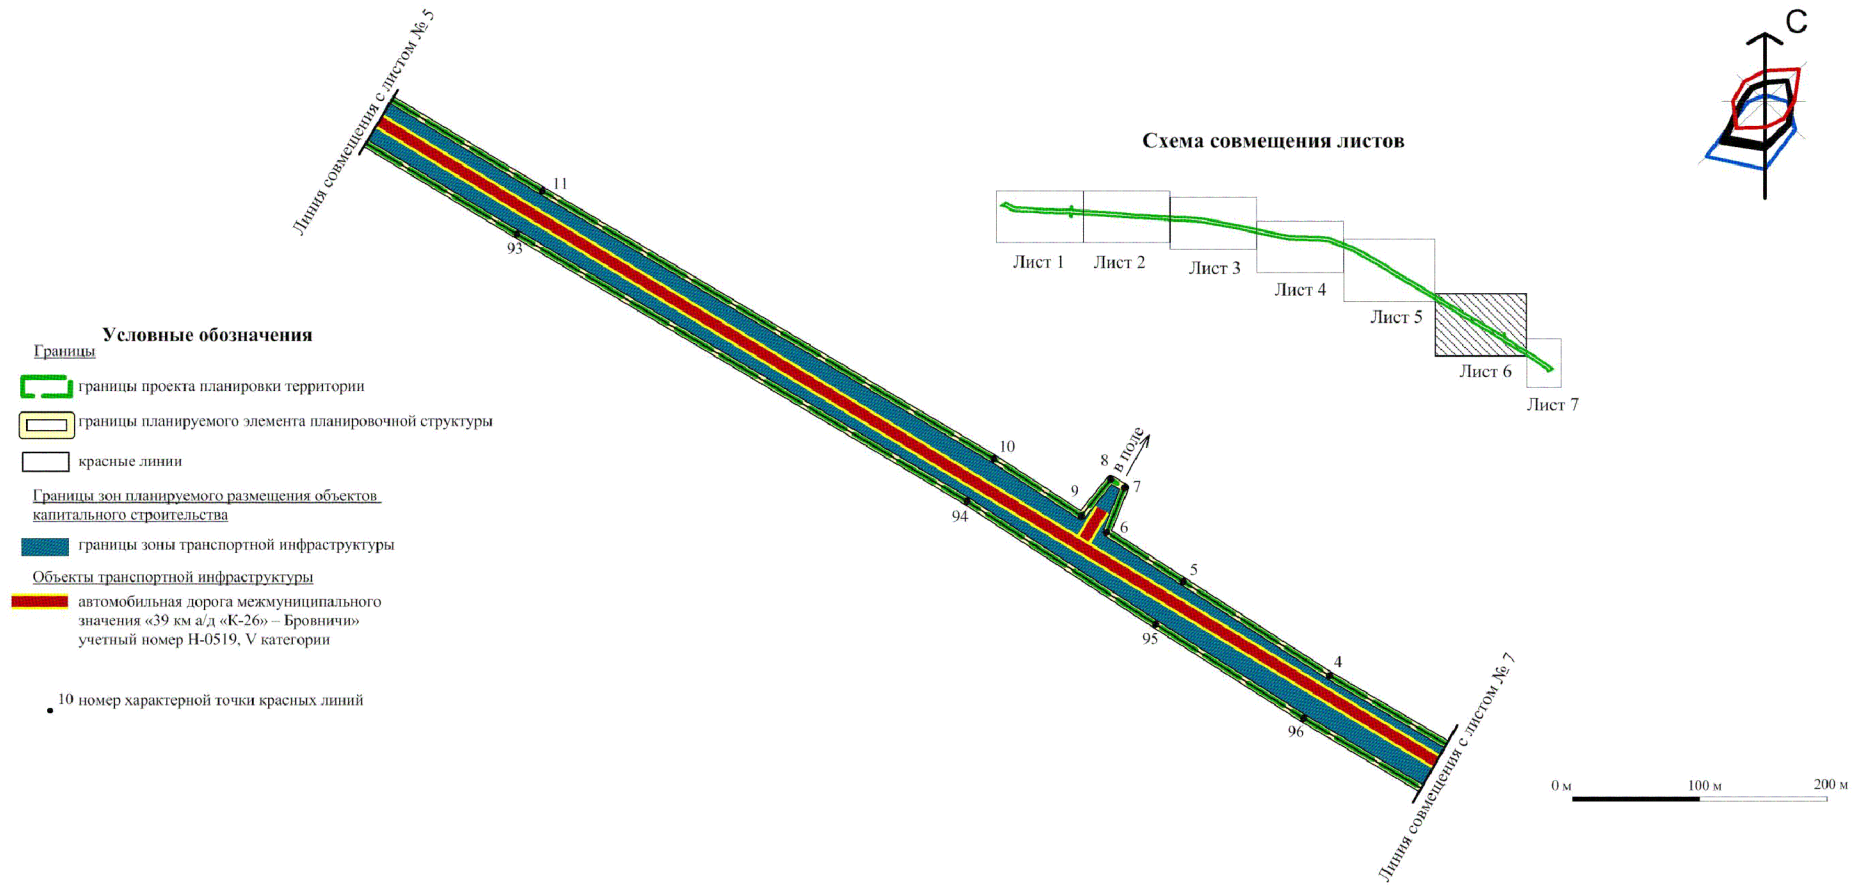 Линия совмещения с листом № 5
С
Схема совмещения листов
Лист 1
Лист 2
Лист 3
Лист 4
Лист 5
Лист 6
Лист 7
11
93
10
94
9
8
в поле
7
6
5
95
4
96
Линия совмещения с листом № 7
Условные обозначения
Границы
границы проекта планировки территории
границы планируемого элемента планировочной структуры
красные линии
Границы зон планируемого размещения объектов
капитального строительства
границы зоны транспортной инфраструктуры
Объекты транспортной инфраструктуры
автомобильная дорога межмуниципального
значения «39 км а/д «К-26» – Бровничи»
учетный номер Н-0519, V категории
10 номер характерной точки красных линий
0 м 100 м 200 м